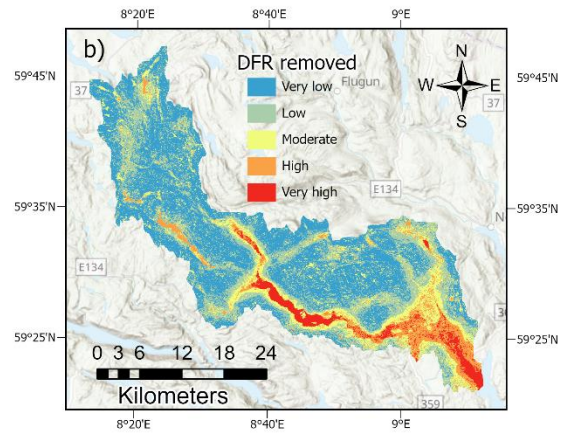 8°20'E 8°40'E 9°E
b)
DFR removed
Very low
Low
Moderate
High
Very high
Flugun
N
W E
S
59°45'N 59°45'N
37 37
E134
59°35'N 59°35'N
E134
59°25'N 59°25'N
0 3 6 12 18 24
Kilometers
359
8°20'E 8°40'E 9°E